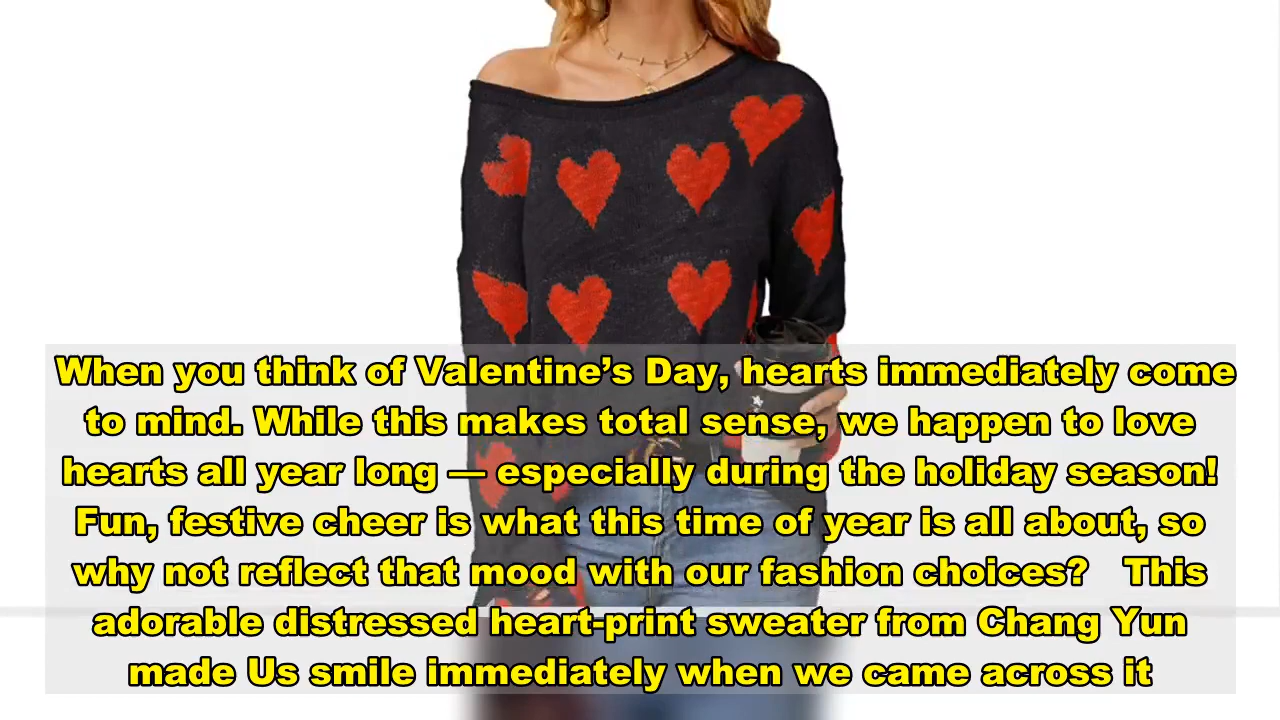 When you think of Valentine’s Day, hearts immediately come
to mind. While this makes total sense, we happen to love
hearts all year long — especially during the holiday season!
Fun, festive cheer is what this time of year is all about, so
why not reflect that mood with our fashion choices?   This
adorable distressed heart-print sweater from Chang Yun
made Us smile immediately when we came across it